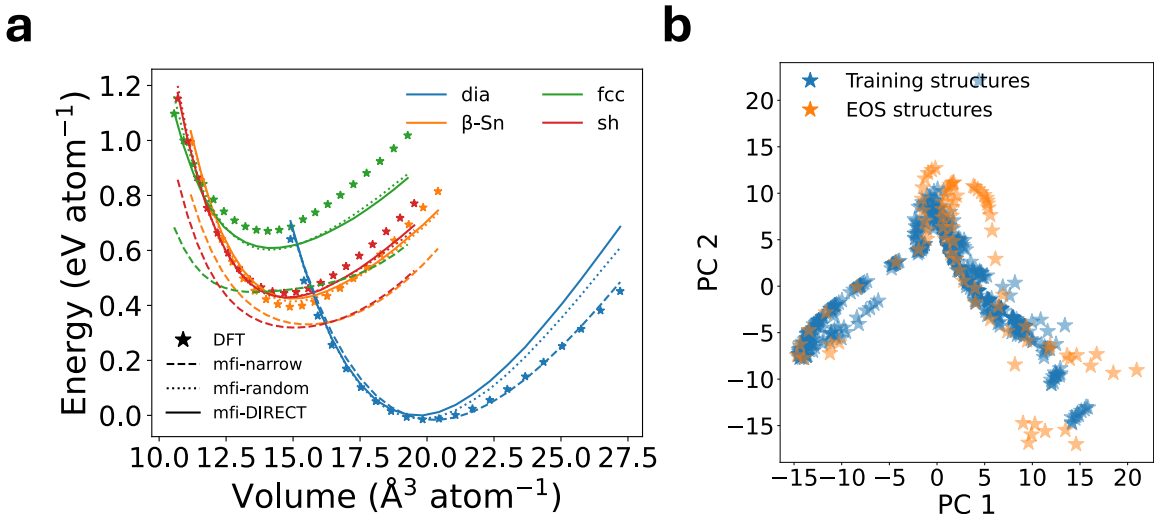 a
Energy (eV atom⁻¹)
1.2
1.0
0.8
0.6
0.4
0.2
0.0
dia
β-Sn
fcc
sh
DFT
mfi-narrow
mfi-random
mfi-DIRECT
10.0 12.5 15.0 17.5 20.0 22.5 25.0 27.5
Volume (Å³ atom⁻¹)
b
PC 2
20
15
10
5
0
−5
−10
−15
Training structures
EOS structures
−15 −10 −5 0 5 10 15 20
PC 1